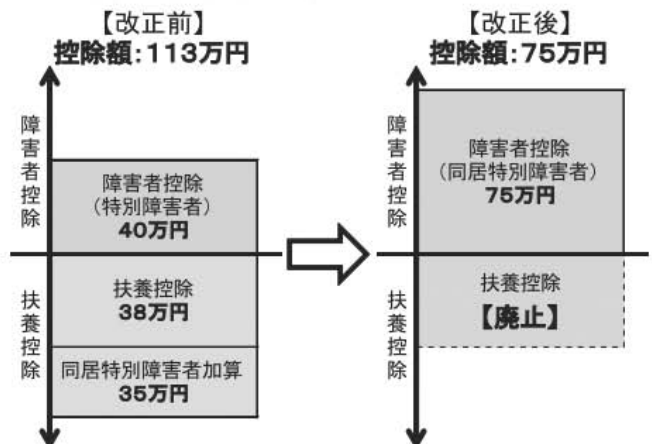 【改正前】
控除額:113万円
障害者控除
障害者控除
(特別障害者)
40万円
扶養控除
扶養控除
38万円
同居特別障害者加算
35万円
【改正後】
控除額:75万円
障害者控除
障害者控除
(同居特別障害者)
75万円
扶養控除
扶養控除
【廃止】